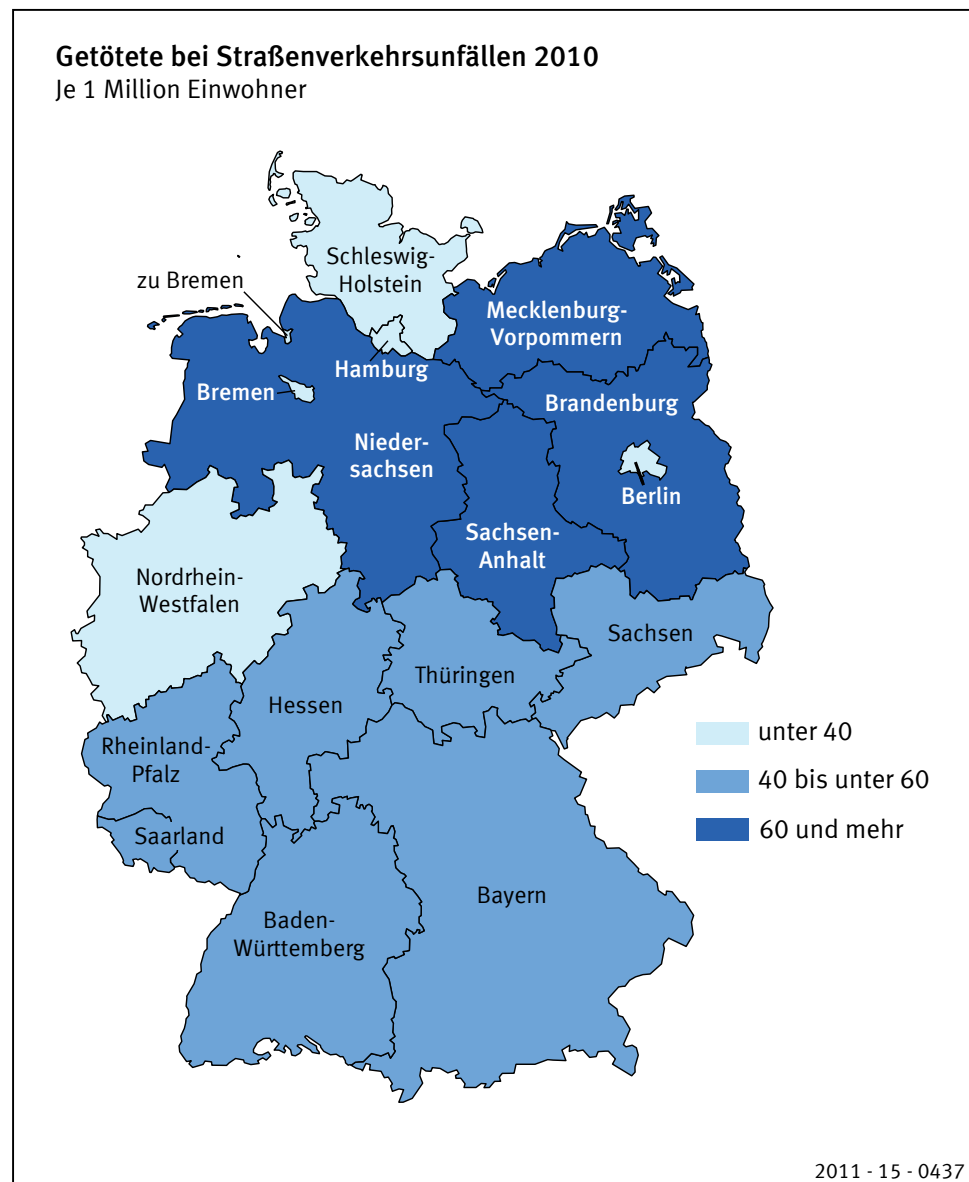 Getötete bei Straßenverkehrsunfällen 2010
Je 1 Million Einwohner
Schleswig-
Holstein
zu Bremen
Mecklenburg-
Vorpommern
Hamburg
Bremen
Brandenburg
Nieder-
sachsen
Berlin
Sachsen-
Anhalt
Nordrhein-
Westfalen
Sachsen
Thüringen
Hessen
Rheinland-
Pfalz
Saarland
Bayern
Baden-
Württemberg
unter 40
40 bis unter 60
60 und mehr
2011 - 15 - 0437